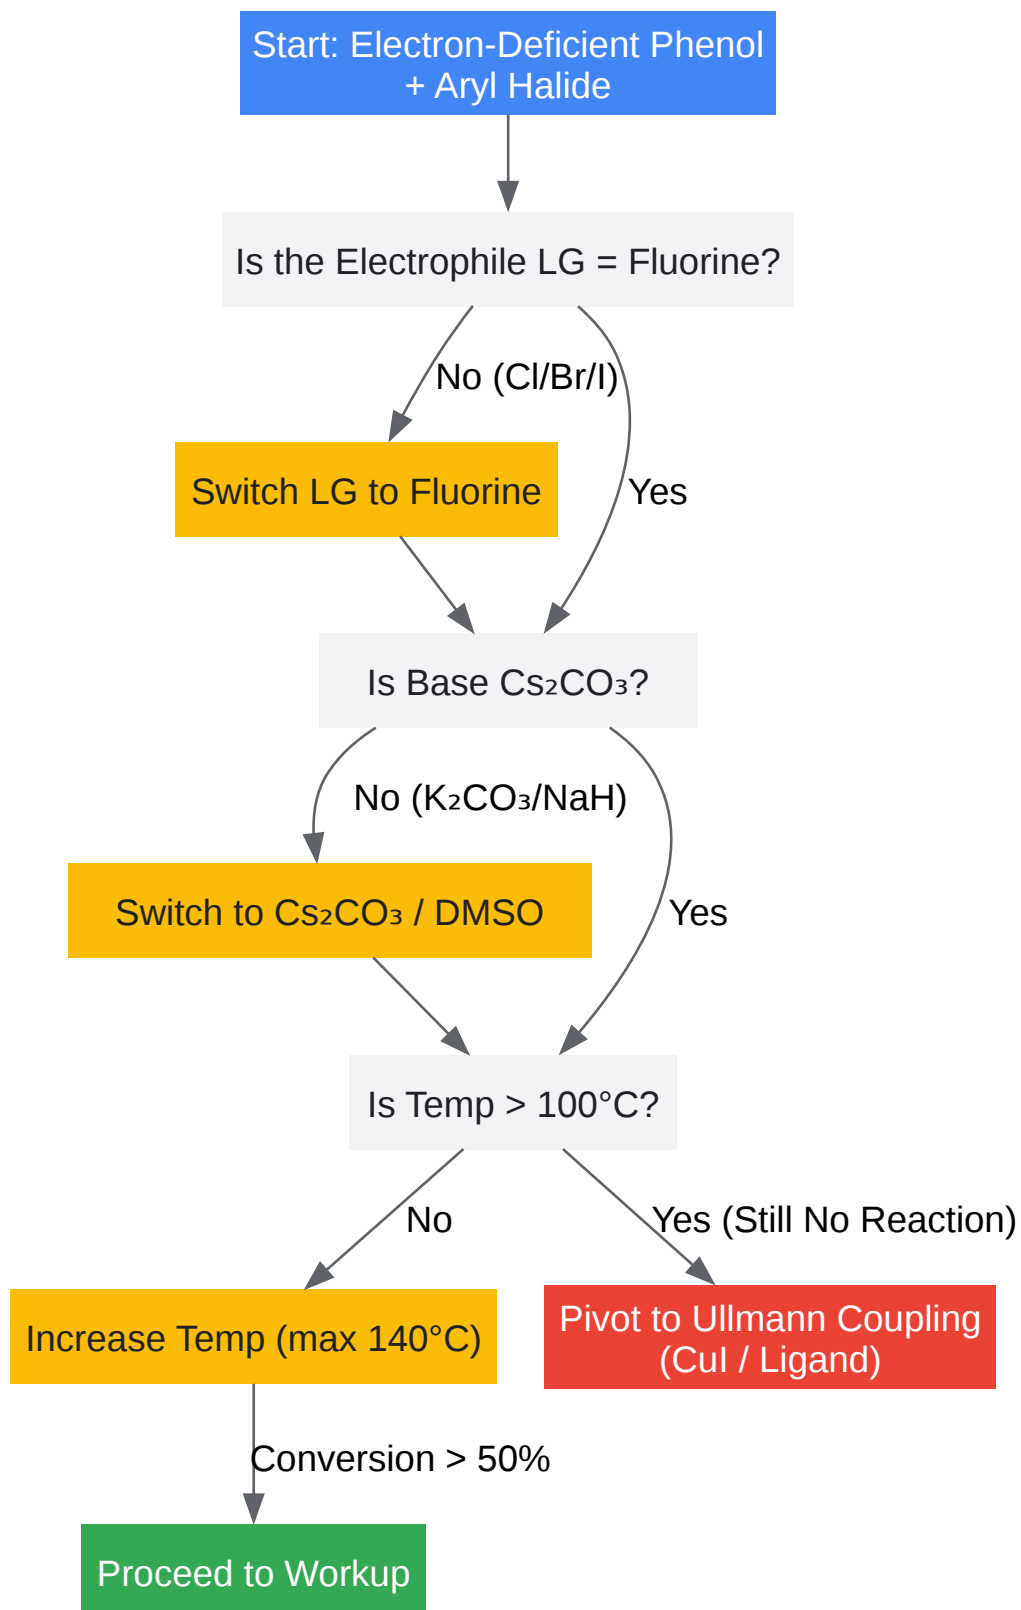 Start: Electron-Deficient Phenol
+ Aryl Halide
Is the Electrophile LG = Fluorine?
No (Cl/Br/I)
Switch LG to Fluorine
Yes
Is Base Cs₂CO₃?
No (K₂CO₃/NaH)
Switch to Cs₂CO₃ / DMSO
Yes
Is Temp > 100°C?
No
Yes (Still No Reaction)
Increase Temp (max 140°C)
Pivot to Ullmann Coupling
(CuI / Ligand)
Conversion > 50%
Proceed to Workup